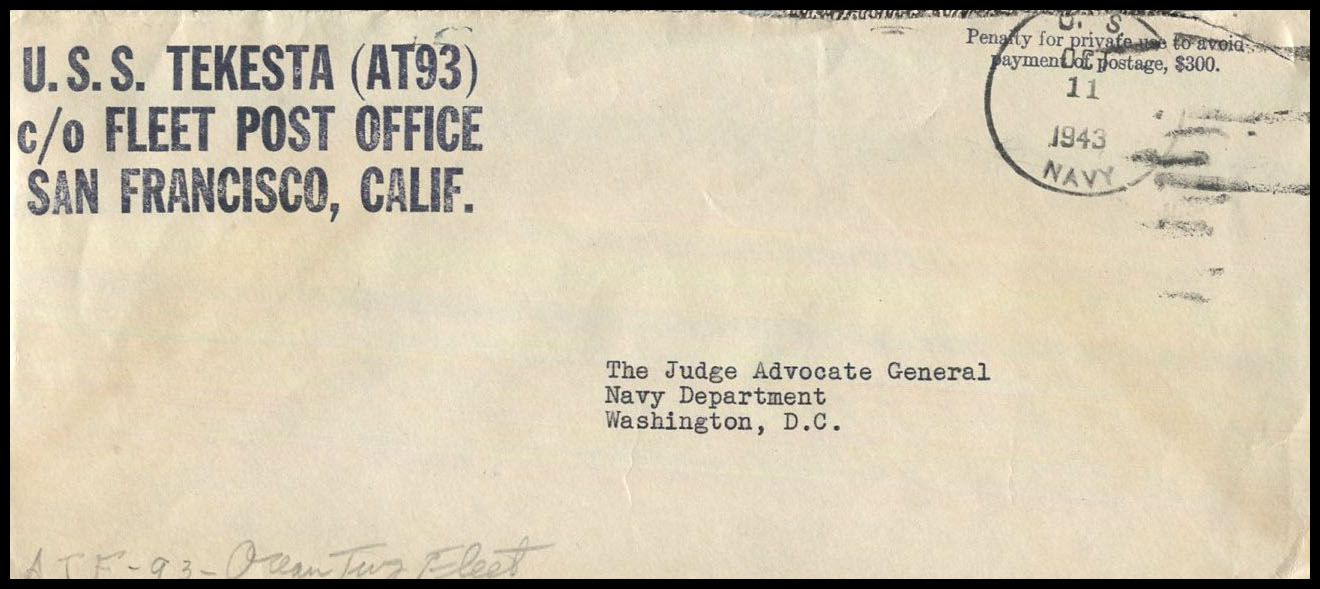 U.S.S. TEKESTA (AT93)
c/o FLEET POST OFFICE
SAN FRANCISCO, CALIF.
Penalty for private use to avoid
payment of postage, $300.
U. S
OCT
11
1943
NAVY
The Judge Advocate General
Navy Department
Washington, D.C.
ATF-93-Ocean Tug Fleet